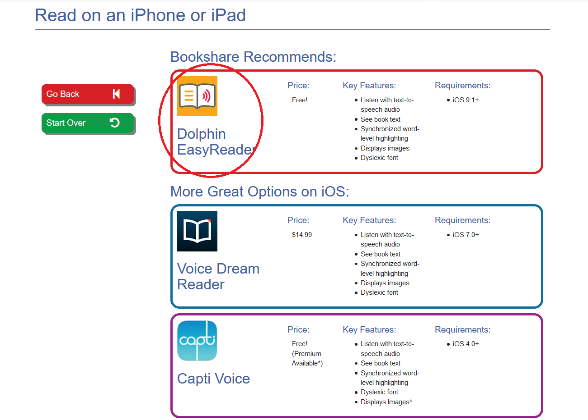 Read on an iPhone or iPad
Bookshare Recommends:
Go Back
Start Over
Dolphin
EasyReader
Price:
Free!
Key Features:
• Listen with text-to-
speech audio
• See book text
• Synchronized word-
level highlighting
• Displays images
• Dyslexic font
Requirements:
• iOS 9.1+
More Great Options on iOS:
Voice Dream
Reader
Price:
$14.99
Key Features:
• Listen with text-to-
speech audio
• See book text
• Synchronized word-
level highlighting
• Displays images
• Dyslexic font
Requirements:
• iOS 7.0+
capti
Capti Voice
Price:
Free!
(Premium
Available*)
Key Features:
• Listen with text-to-
speech audio
• See book text
• Synchronized word-
level highlighting
• Dyslexic font
• Displays Images*
Requirements:
• iOS 4.0+